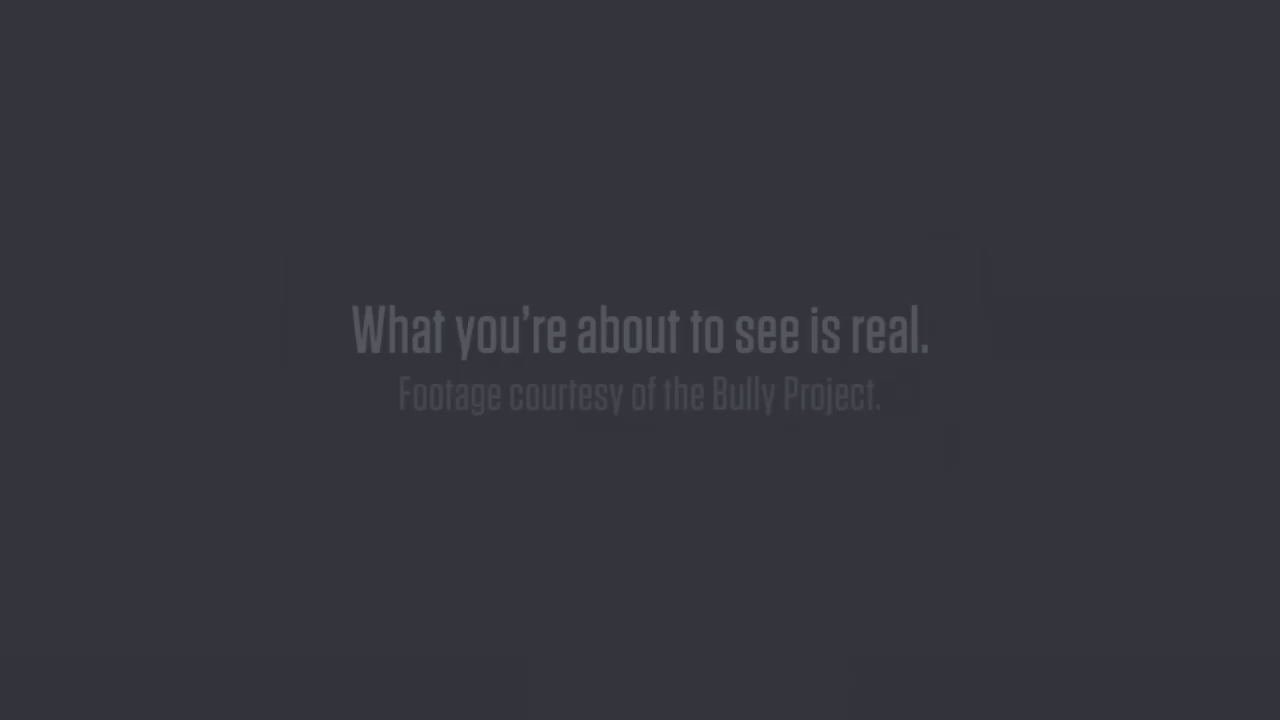 What you’re about to see is real.
Footage courtesy of the Bully Project.